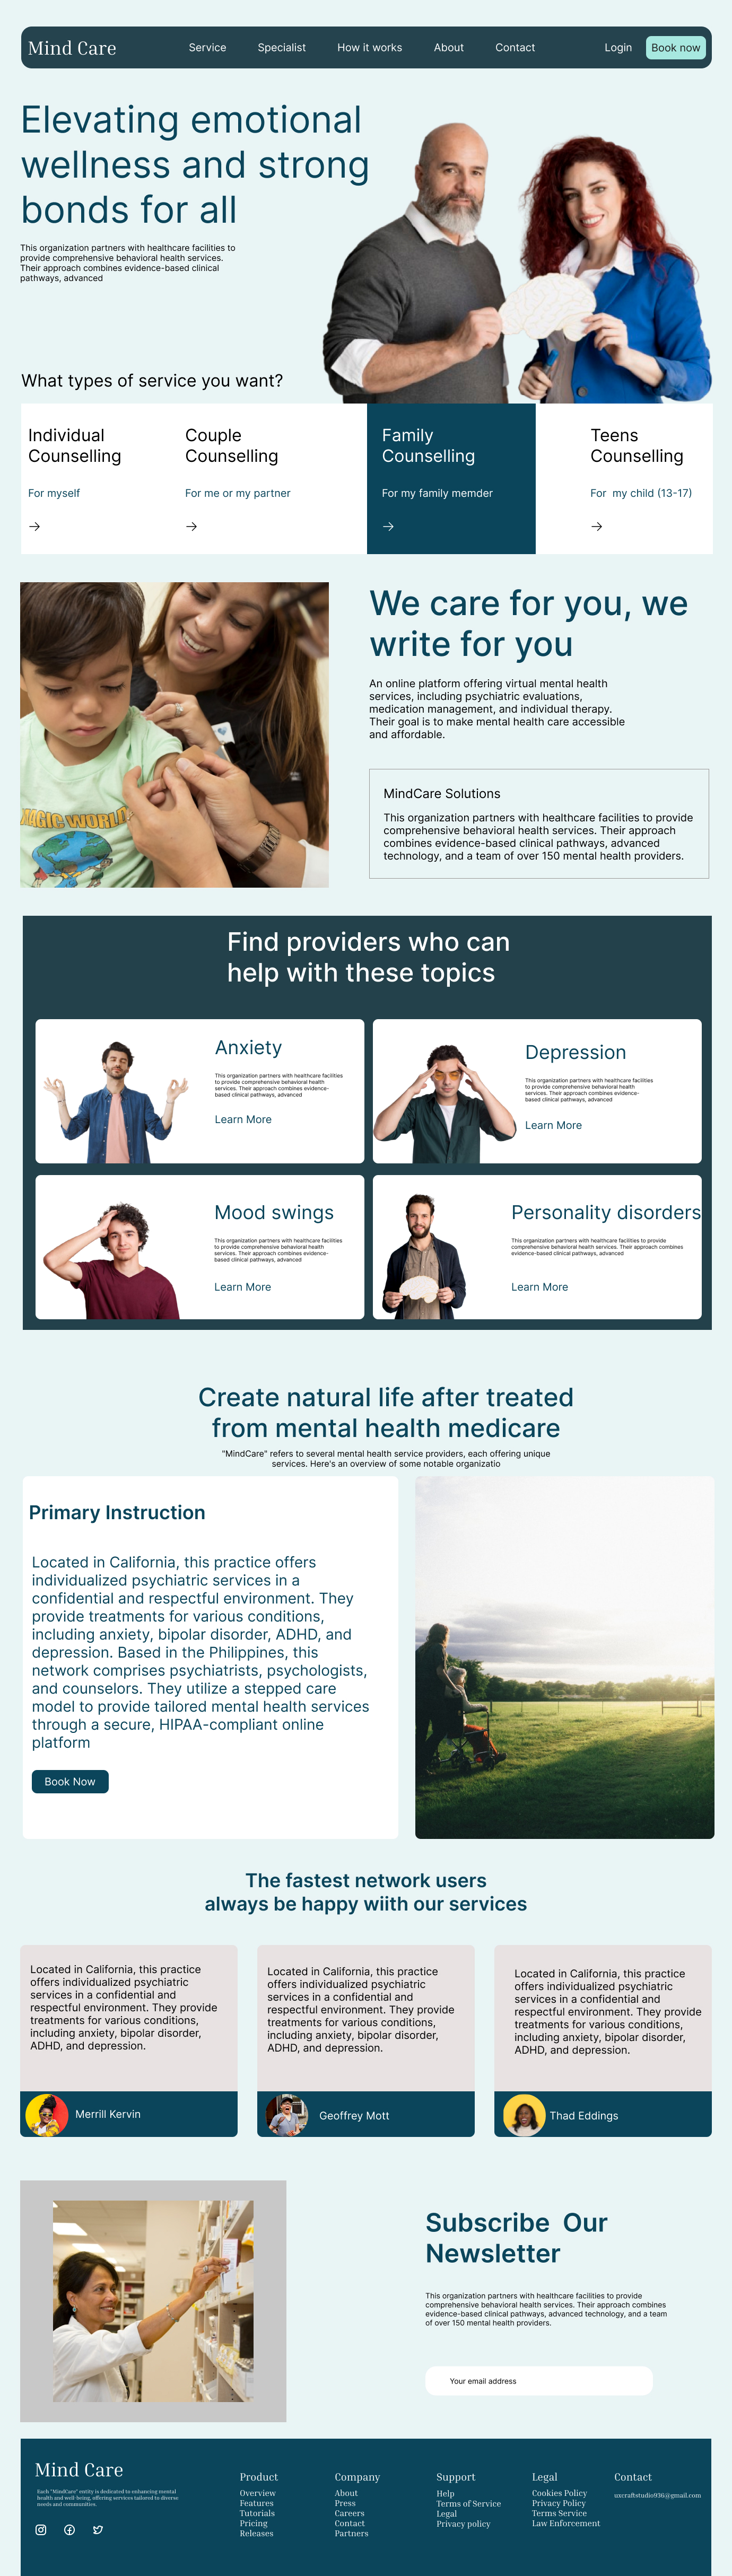 Mind Care
Service
Specialist
How it works
About
Contact
Login
Book now
Elevating emotional
wellness and strong
bonds for all
This organization partners with healthcare facilities to
provide comprehensive behavioral health services.
Their approach combines evidence-based clinical
pathways, advanced
What types of service you want?
Individual
Counselling
For myself
Couple
Counselling
For me or my partner
Family
Counselling
For my family memder
Teens
Counselling
For my child (13-17)
MAGIC WORLD
We care for you, we
write for you
An online platform offering virtual mental health
services, including psychiatric evaluations,
medication management, and individual therapy.
Their goal is to make mental health care accessible
and affordable.
MindCare Solutions
This organization partners with healthcare facilities to provide
comprehensive behavioral health services. Their approach
combines evidence-based clinical pathways, advanced
technology, and a team of over 150 mental health providers.
Find providers who can
help with these topics
Anxiety
This organization partners with healthcare facilities
to provide comprehensive behavioral health
services. Their approach combines evidence-
based clinical pathways, advanced
Learn More
Depression
This organization partners with healthcare facilities
to provide comprehensive behavioral health
services. Their approach combines evidence-
based clinical pathways, advanced
Learn More
Mood swings
This organization partners with healthcare facilities
to provide comprehensive behavioral health
services. Their approach combines evidence-
based clinical pathways, advanced
Learn More
Personality disorders
This organization partners with healthcare facilities to provide
comprehensive behavioral health services. Their approach combines
evidence-based clinical pathways, advanced
Learn More
Create natural life after treated
from mental health medicare
"MindCare" refers to several mental health service providers, each offering unique
services. Here's an overview of some notable organizatio
Primary Instruction
Located in California, this practice offers
individualized psychiatric services in a
confidential and respectful environment. They
provide treatments for various conditions,
including anxiety, bipolar disorder, ADHD, and
depression. Based in the Philippines, this
network comprises psychiatrists, psychologists,
and counselors. They utilize a stepped care
model to provide tailored mental health services
through a secure, HIPAA-compliant online
platform
Book Now
The fastest network users
always be happy wiith our services
Located in California, this practice
offers individualized psychiatric
services in a confidential and
respectful environment. They provide
treatments for various conditions,
including anxiety, bipolar disorder,
ADHD, and depression.
Merrill Kervin
Located in California, this practice
offers individualized psychiatric
services in a confidential and
respectful environment. They provide
treatments for various conditions,
including anxiety, bipolar disorder,
ADHD, and depression.
Geoffrey Mott
Located in California, this practice
offers individualized psychiatric
services in a confidential and
respectful environment. They provide
treatments for various conditions,
including anxiety, bipolar disorder,
ADHD, and depression.
Thad Eddings
Subscribe Our
Newsletter
This organization partners with healthcare facilities to provide
comprehensive behavioral health services. Their approach combines
evidence-based clinical pathways, advanced technology, and a team
of over 150 mental health providers.
Your email address
Mind Care
Each "MindCare" entity is dedicated to enhancing mental
health and well-being, offering services tailored to diverse
needs and communities.
Product
Overview
Features
Tutorials
Pricing
Releases
Company
About
Press
Careers
Contact
Partners
Support
Help
Terms of Service
Legal
Privacy policy
Legal
Cookies Policy
Privacy Policy
Terms Service
Law Enforcement
Contact
uxcraftstudio936@gmail.com